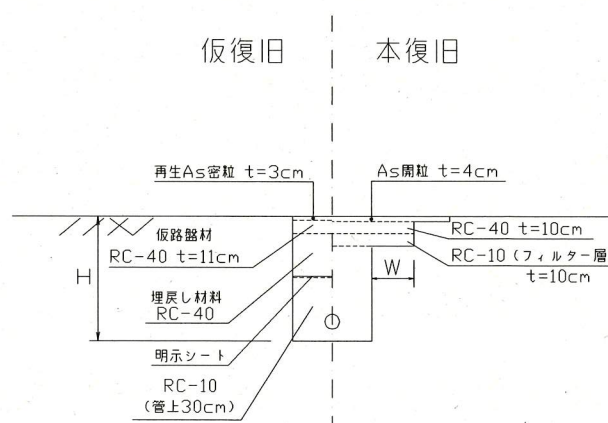 仮復旧
本復旧
再生As密粒 t=3cm
As開粒 t=4cm
仮路盤材
RC-40 t=11cm
RC-40 t=10cm
RC-10 (フィルター層
t=10cm
H
W
埋戻し材料
RC-40
明示シート
RC-10
(管上30cm)